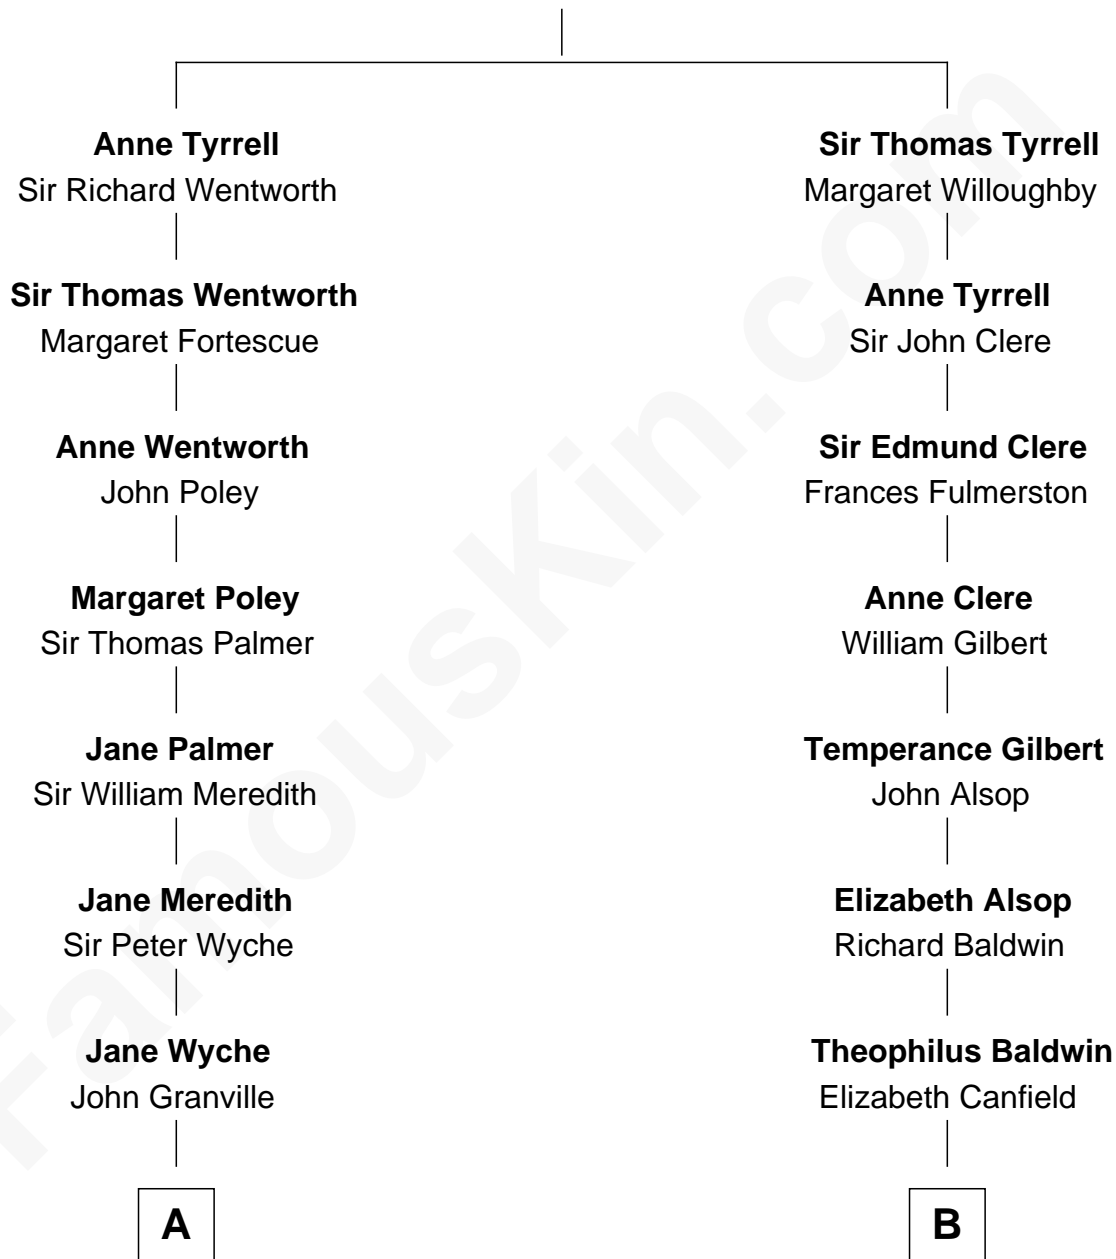 Anne Tyrrell
Sir Richard Wentworth
Sir Thomas Wentworth
Margaret Fortescue
Anne Wentworth
John Poley
Margaret Poley
Sir Thomas Palmer
Jane Palmer
Sir William Meredith
Jane Meredith
Sir Peter Wyche
Jane Wyche
John Granville
A
Sir Thomas Tyrrell
Margaret Willoughby
Anne Tyrrell
Sir John Clere
Sir Edmund Clere
Frances Fulmerston
Anne Clere
William Gilbert
Temperance Gilbert
John Alsop
Elizabeth Alsop
Richard Baldwin
Theophilus Baldwin
Elizabeth Canfield
B
FamousKin.com